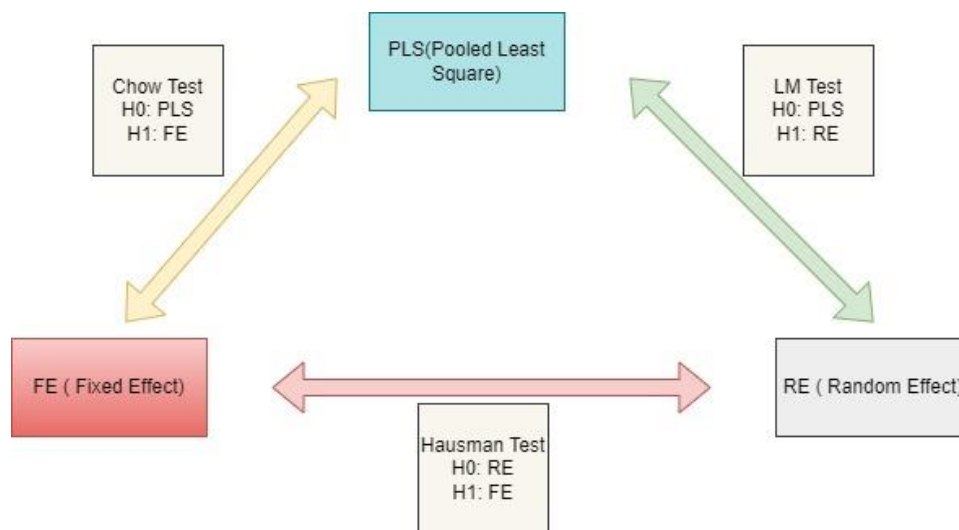 PLS(Pooled Least
Square)
Chow Test
H0: PLS
H1: FE
LM Test
H0: PLS
H1: RE
FE ( Fixed Effect)
RE ( Random Effect)
Hausman Test
H0: RE
H1: FE